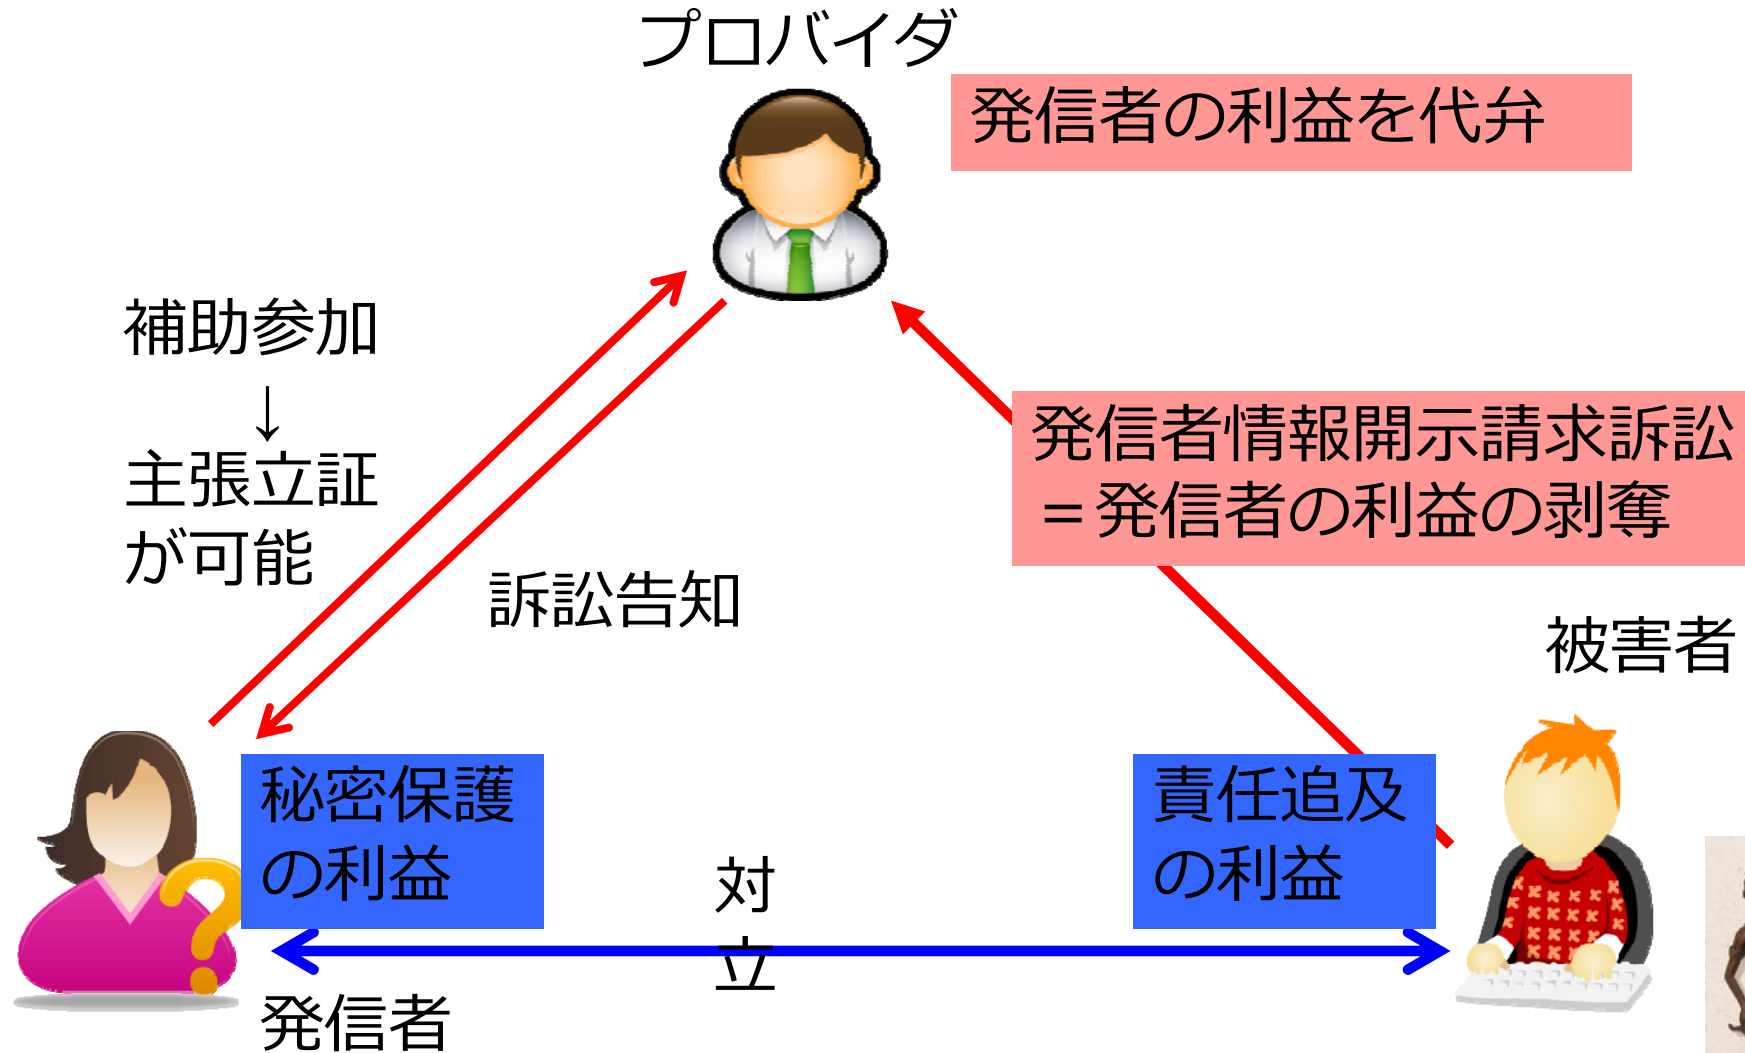 プロバイダ
発信者の利益を代弁
補助参加
↓
主張立証
が可能
発信者情報開示請求訴訟
＝発信者の利益の剥奪
訴訟告知
被害者
秘密保護
の利益
責任追及
の利益
対
立
発信者